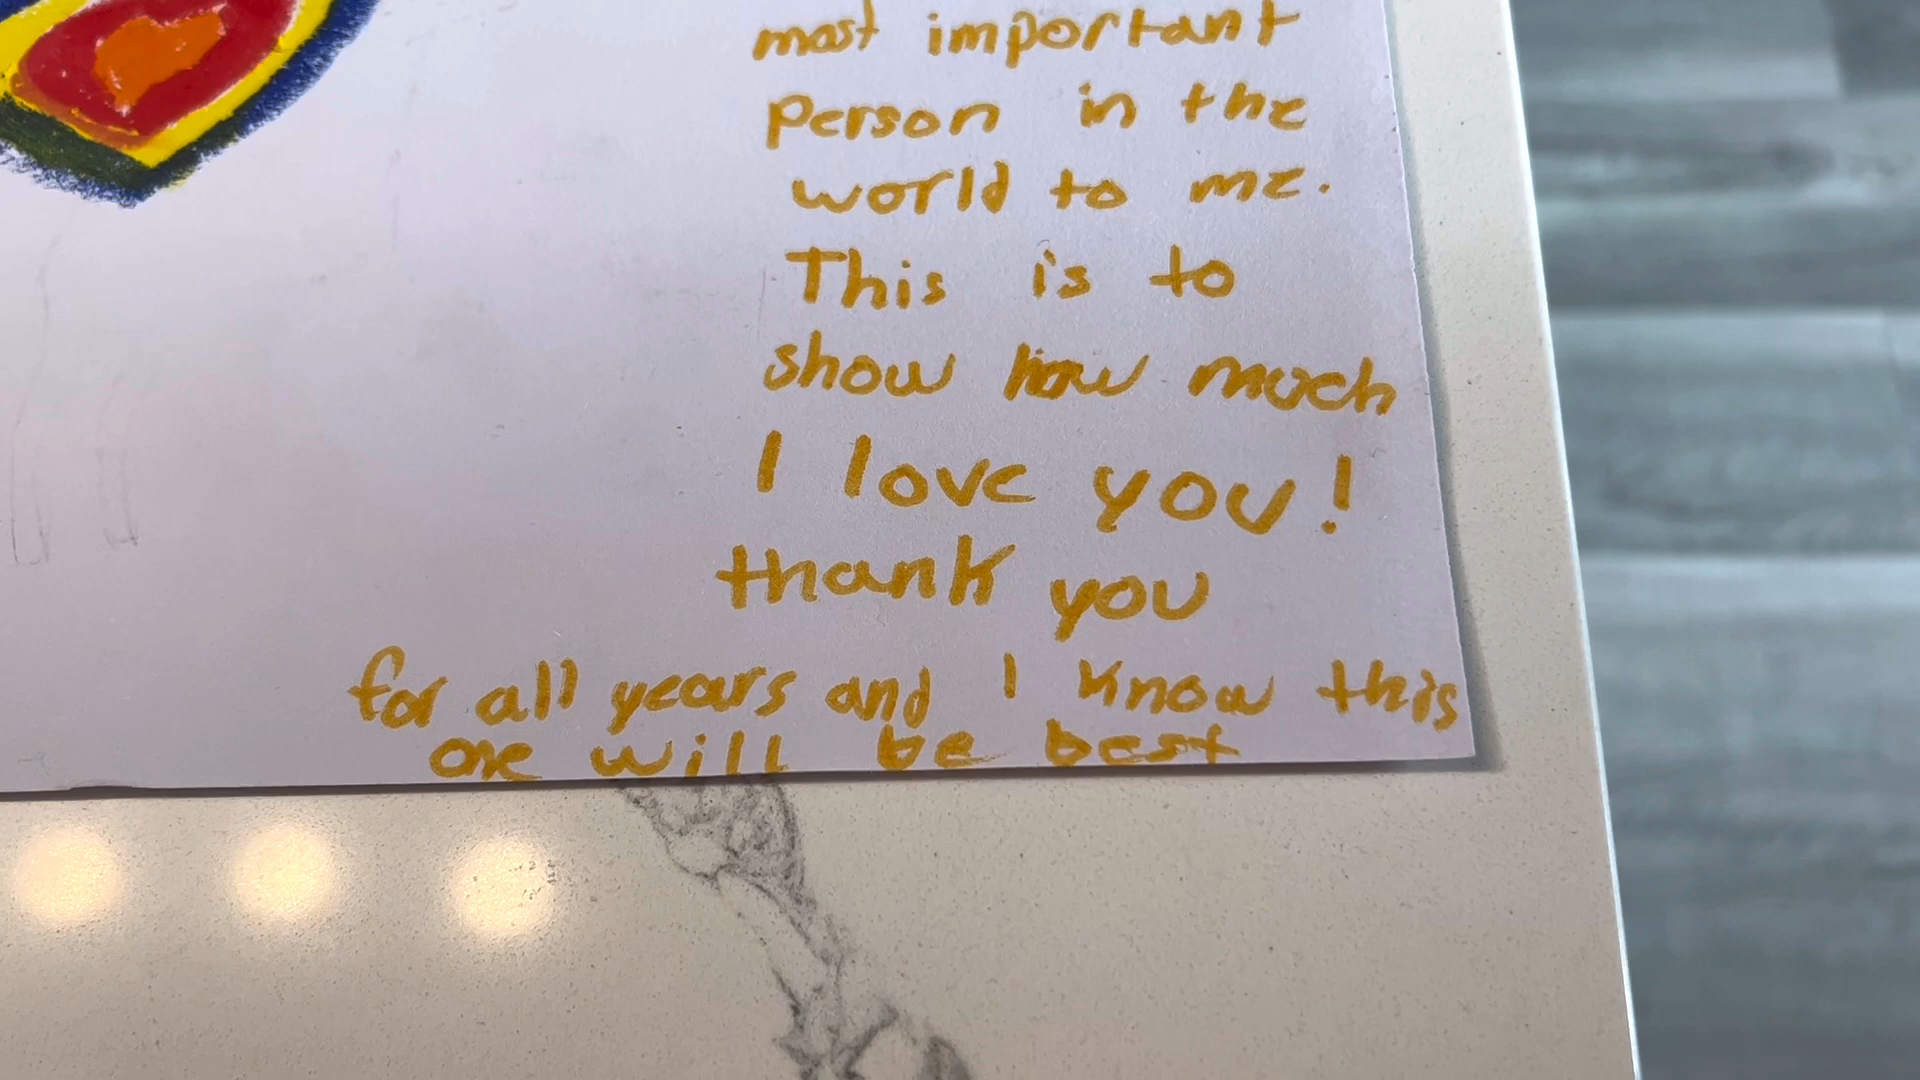 most important
person in the
world to me.
This is to
show how much
I love you!
thank you
for all years and I know this
one will be best